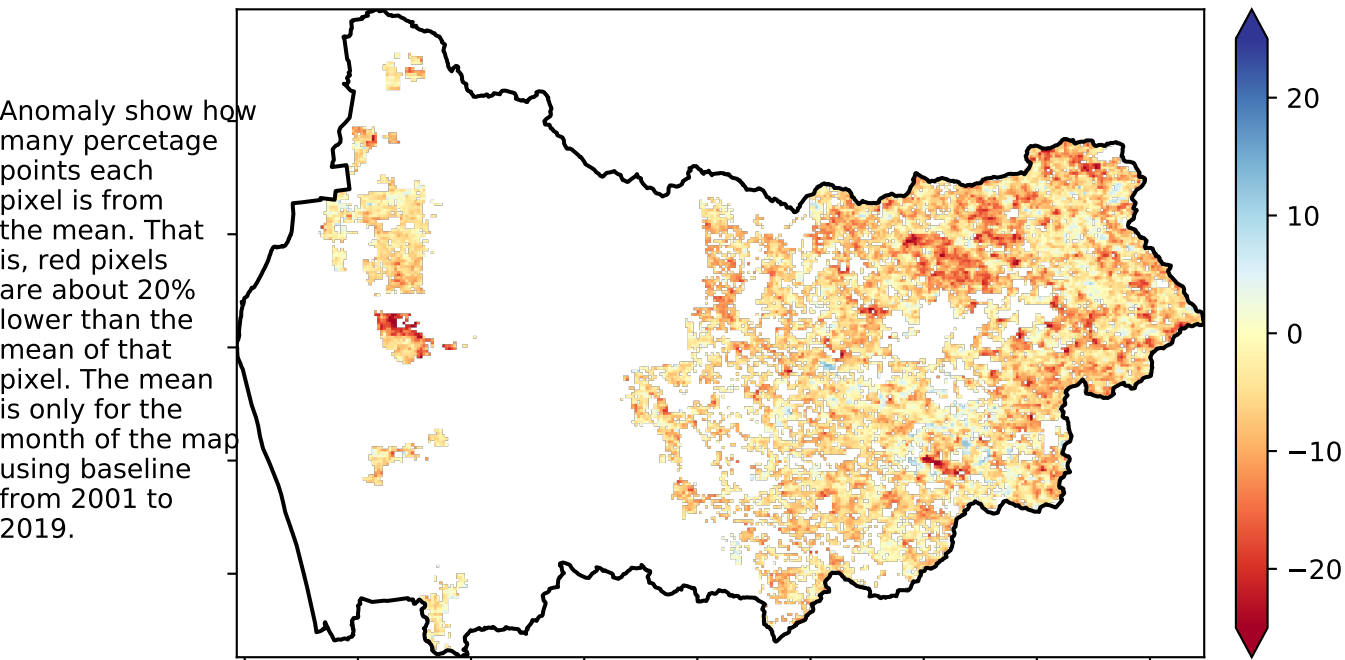 Anomaly show how
many percetage
points each
pixel is from
the mean. That
is, red pixels
are about 20%
lower than the
mean of that
pixel. The mean
is only for the
month of the map
using baseline
from 2001 to
2019.
20
10
0
−10
−20